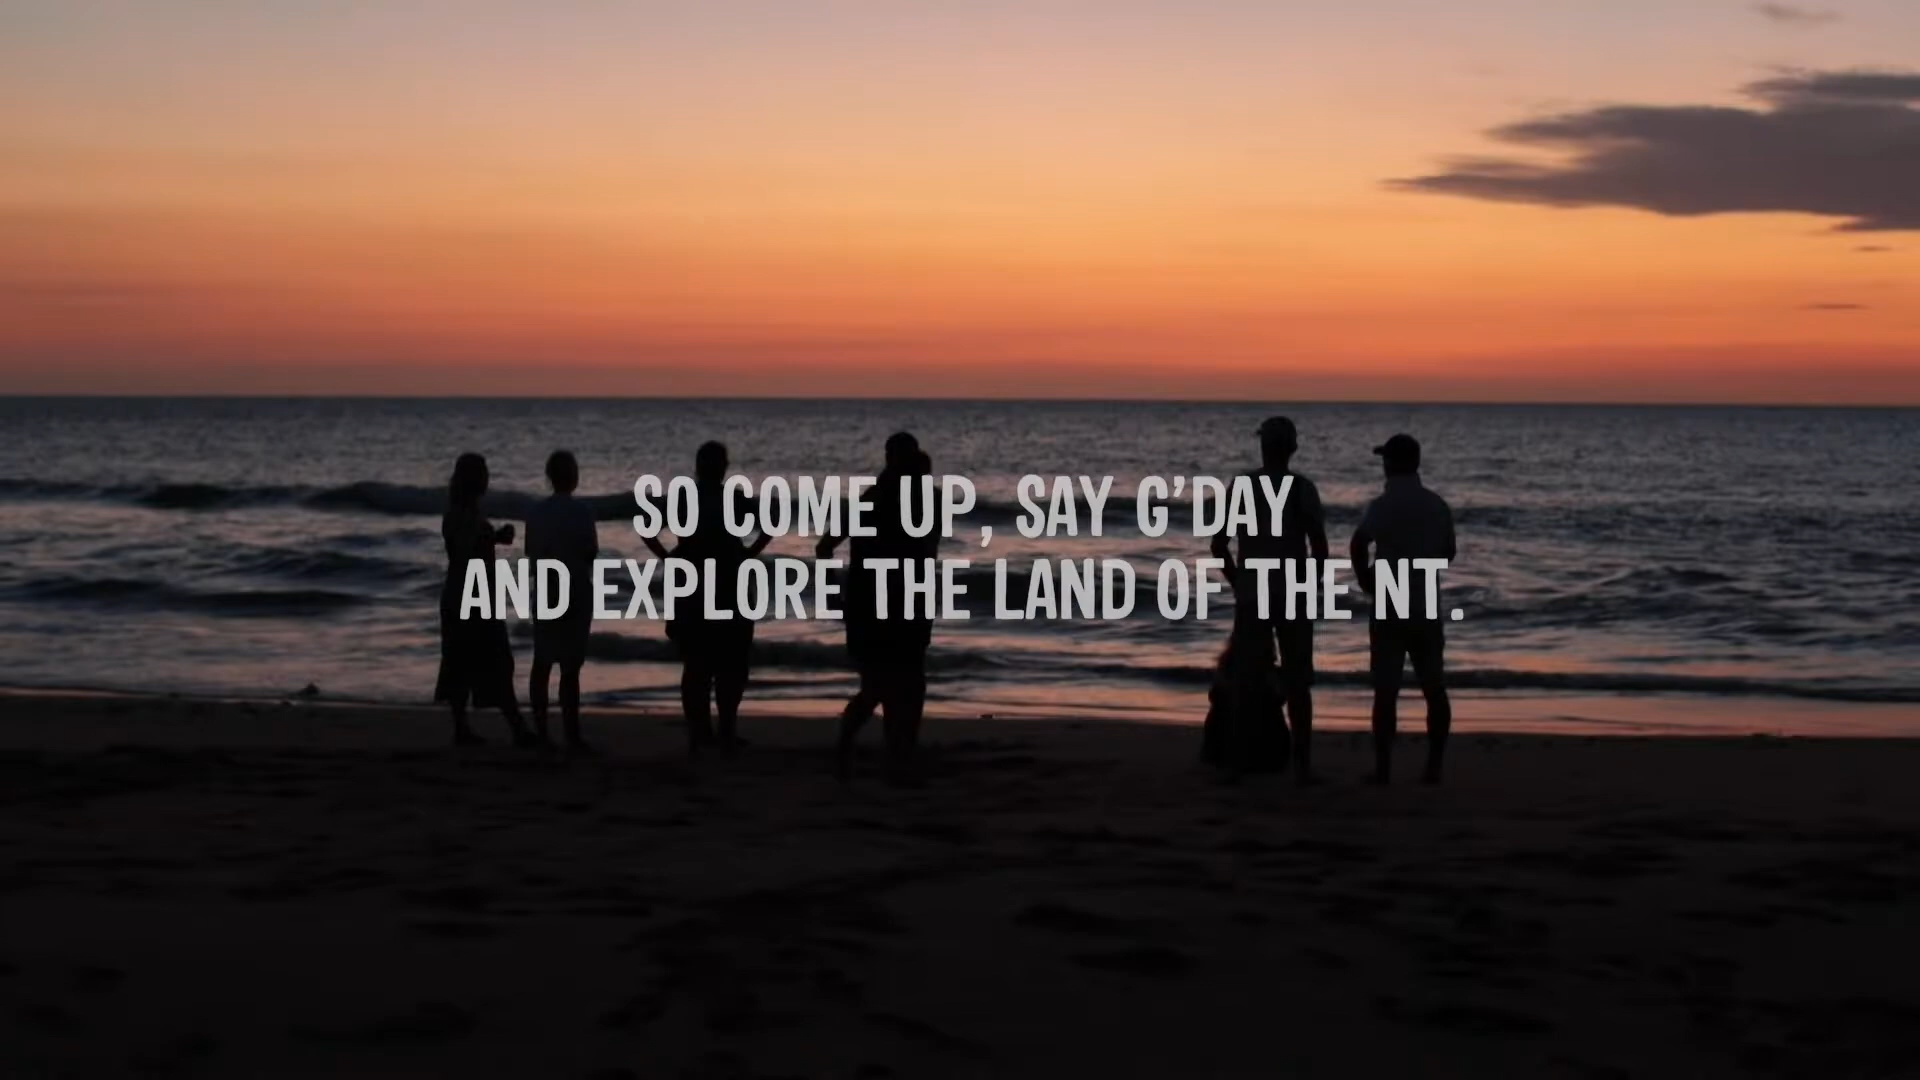 SO COME UP, SAY G’DAY
AND EXPLORE THE LAND OF THE NT.